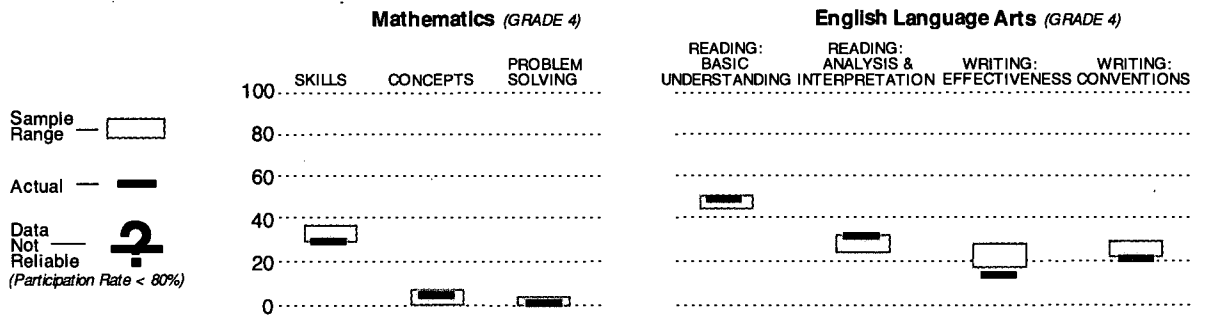 Mathematics (GRADE 4)
SKILLS
CONCEPTS
PROBLEM
SOLVING
English Language Arts (GRADE 4)
READING:
BASIC
UNDERSTANDING
READING:
ANALYSIS &
INTERPRETATION
WRITING:
EFFECTIVENESS
WRITING:
CONVENTIONS
Sample
Range
Actual
Data
Not
Reliable
(Participation Rate < 80%)
?
100
80
60
40
20
0